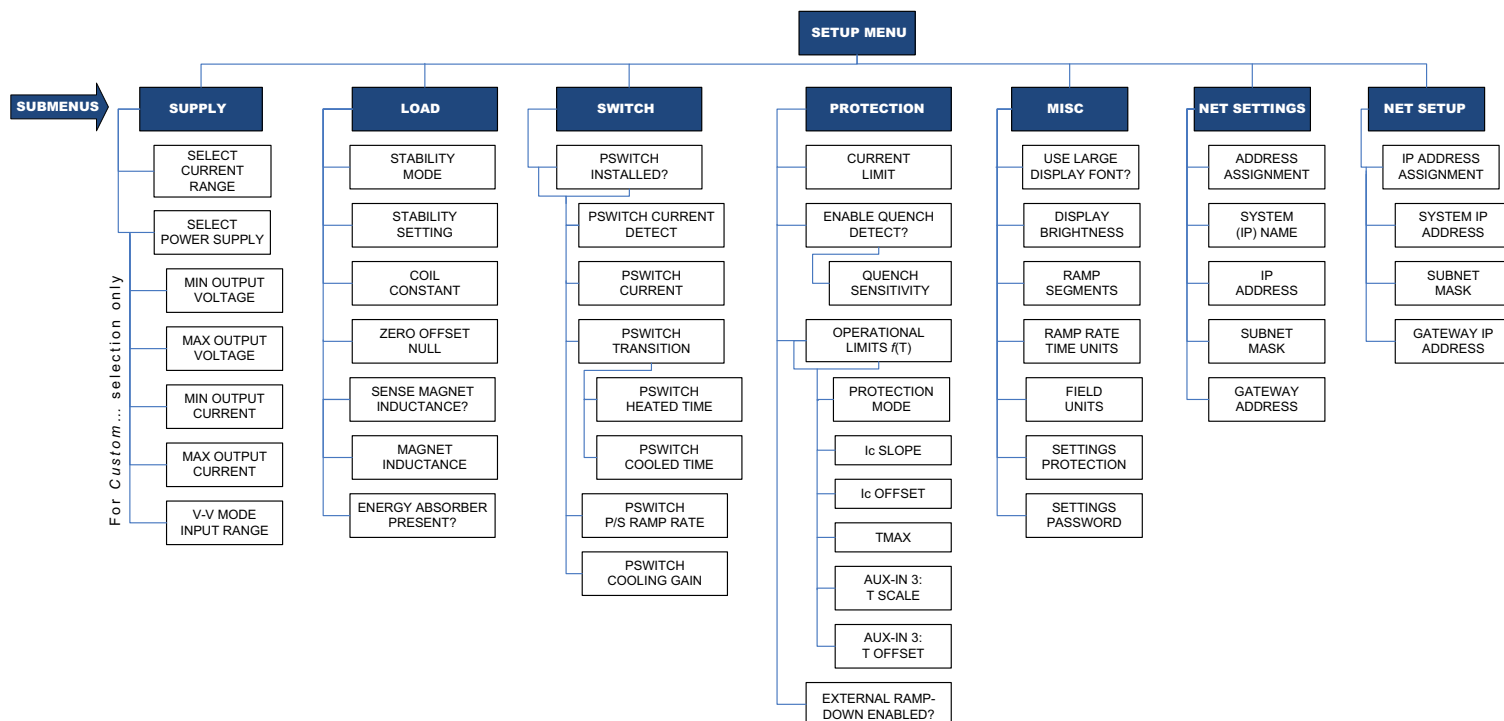 SETUP MENU
SUBMENUS
SUPPLY
SELECT
CURRENT
RANGE
SELECT
POWER SUPPLY
For Custom... selection only
MIN OUTPUT
VOLTAGE
MAX OUTPUT
VOLTAGE
MIN OUTPUT
CURRENT
MAX OUTPUT
CURRENT
V-V MODE
INPUT RANGE
LOAD
STABILITY
MODE
STABILITY
SETTING
COIL
CONSTANT
ZERO OFFSET
NULL
SENSE MAGNET
INDUCTANCE?
MAGNET
INDUCTANCE
ENERGY ABSORBER
PRESENT?
SWITCH
PSWITCH
INSTALLED?
PSWITCH CURRENT
DETECT
PSWITCH
CURRENT
PSWITCH
TRANSITION
PSWITCH
HEATED TIME
PSWITCH
COOLED TIME
PSWITCH
P/S RAMP RATE
PSWITCH
COOLING GAIN
PROTECTION
CURRENT
LIMIT
ENABLE QUENCH
DETECT?
QUENCH
SENSITIVITY
OPERATIONAL
LIMITS f(T)
PROTECTION
MODE
Ic SLOPE
Ic OFFSET
TMAX
AUX-IN 3:
T SCALE
AUX-IN 3:
T OFFSET
EXTERNAL RAMP-
DOWN ENABLED?
MISC
USE LARGE
DISPLAY FONT?
DISPLAY
BRIGHTNESS
RAMP
SEGMENTS
RAMP RATE
TIME UNITS
FIELD
UNITS
SETTINGS
PROTECTION
SETTINGS
PASSWORD
NET SETTINGS
ADDRESS
ASSIGNMENT
SYSTEM
(IP) NAME
IP
ADDRESS
SUBNET
MASK
GATEWAY
ADDRESS
NET SETUP
IP ADDRESS
ASSIGNMENT
SYSTEM IP
ADDRESS
SUBNET
MASK
GATEWAY IP
ADDRESS